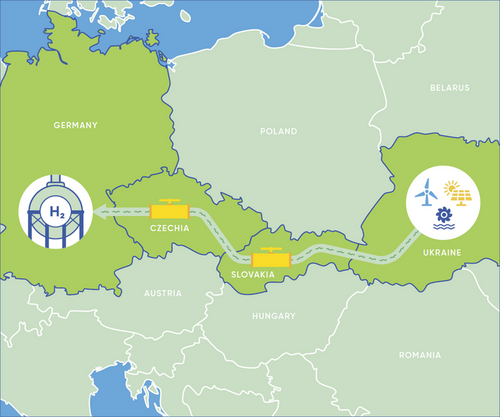 BELARUS
GERMANY
POLAND
H₂
CZECHIA
UKRAINE
SLOVAKIA
AUSTRIA
HUNGARY
ROMANIA